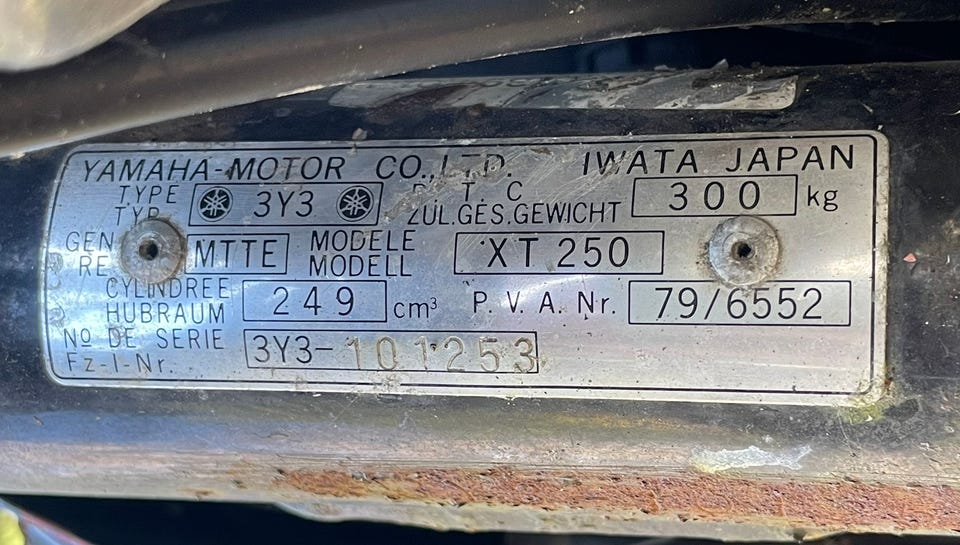 YAMAHA-MOTOR CO.,LTD. IWATA JAPAN
TYPE
TYP 3Y3 P. T. C
ZUL.GES.GEWICHT 300 kg
GEN
RE MTTE MODELE
MODELL XT 250
CYLINDREE
HUBRAUM 249 cm³ P.V.A.Nr. 79/6552
No DE SERIE
Fz-I-Nr. 3Y3-101253